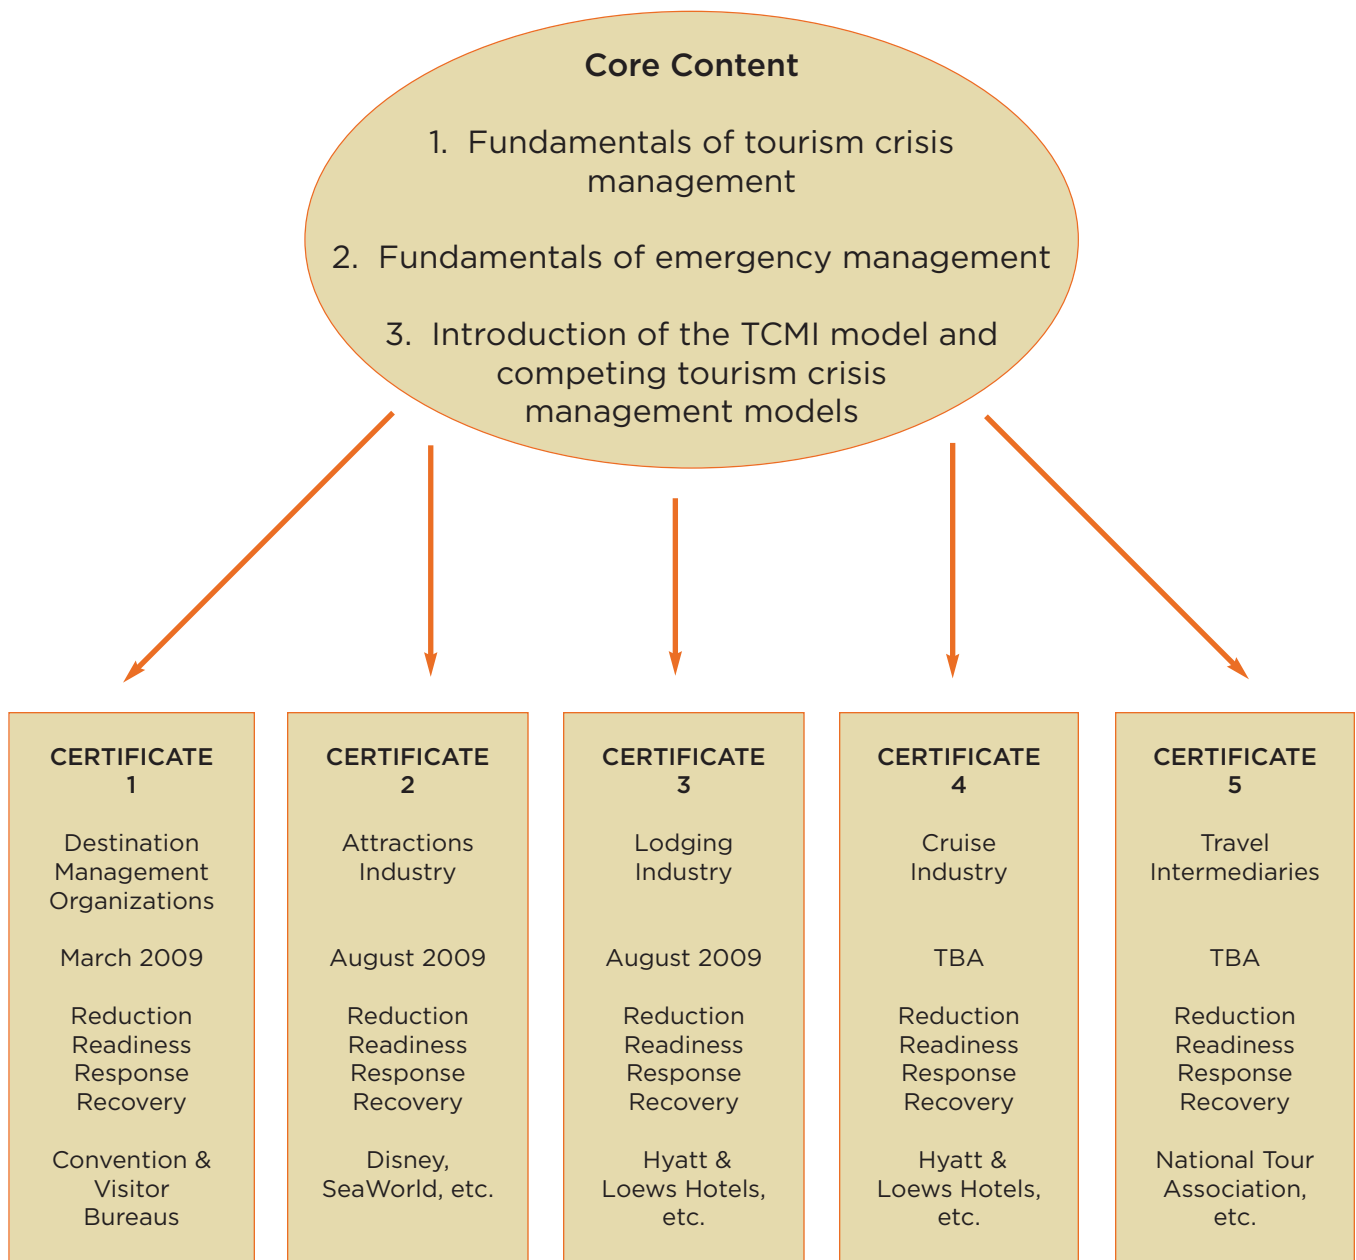 Core Content
1. Fundamentals of tourism crisis
management
2. Fundamentals of emergency management
3. Introduction of the TCMI model and
competing tourism crisis
management models
CERTIFICATE
1
Destination
Management
Organizations
March 2009
Reduction
Readiness
Response
Recovery
Convention &
Visitor
Bureaus
CERTIFICATE
2
Attractions
Industry
August 2009
Reduction
Readiness
Response
Recovery
Disney,
SeaWorld, etc.
CERTIFICATE
3
Lodging
Industry
August 2009
Reduction
Readiness
Response
Recovery
Hyatt &
Loews Hotels,
etc.
CERTIFICATE
4
Cruise
Industry
TBA
Reduction
Readiness
Response
Recovery
Hyatt &
Loews Hotels,
etc.
CERTIFICATE
5
Travel
Intermediaries
TBA
Reduction
Readiness
Response
Recovery
National Tour
Association,
etc.